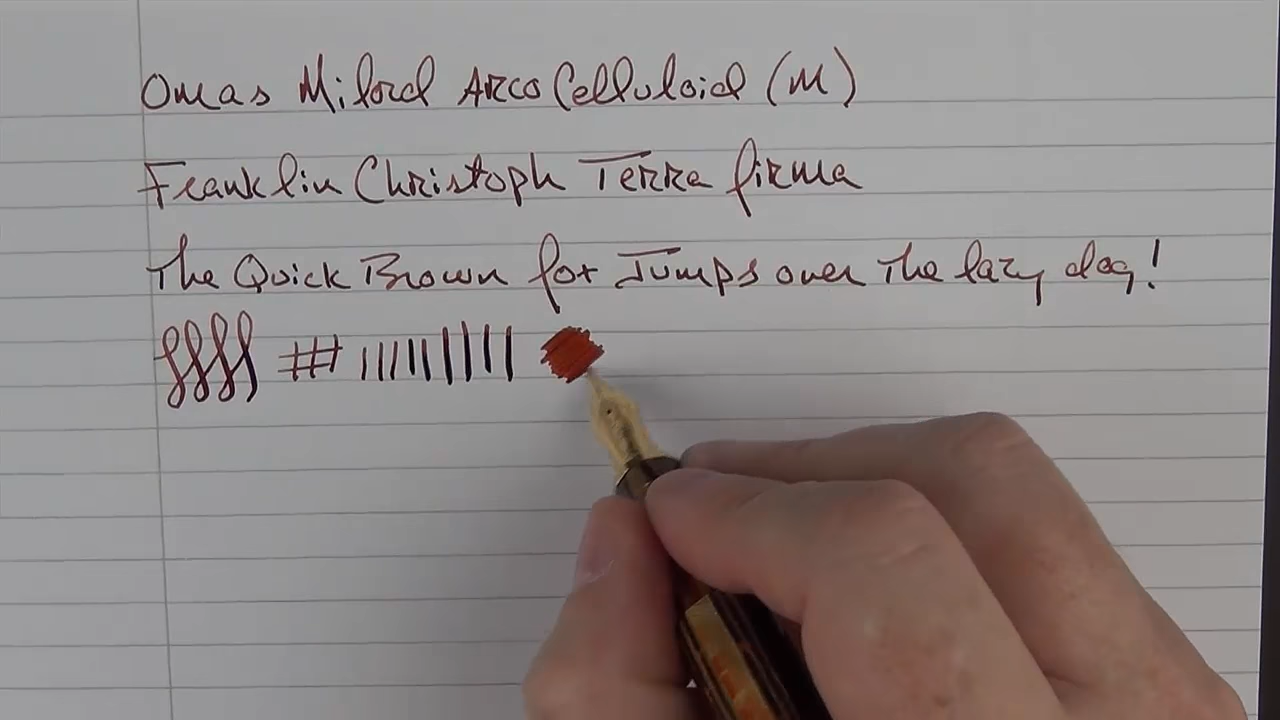 Omas Milord Arco Celluloid (M)
Franklin Christoph Terra firma
The Quick Brown fox Jumps over The lazy dog!